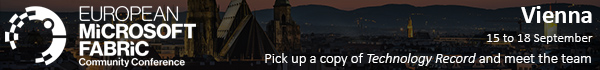 EUROPEAN
MiCROSOFT
FABRiC
Community Conference
Vienna
15 to 18 September
Pick up a copy of Technology Record and meet the team